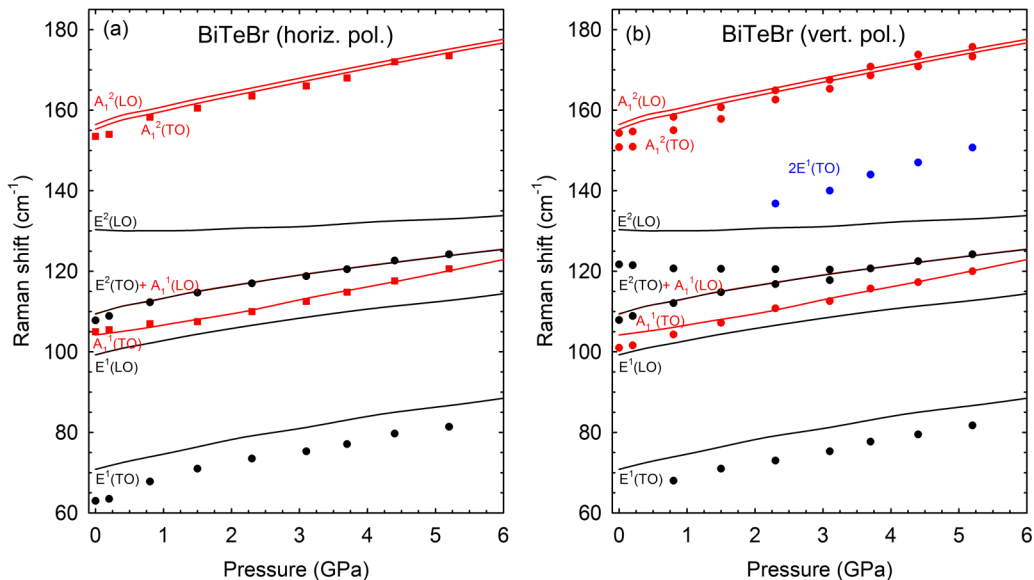 (a)
BiTeBr (horiz. pol.)
Raman shift (cm⁻¹)
180
160
140
120
100
80
60
A₁²(LO)
A₁²(TO)
E²(LO)
E²(TO)+ A₁¹(LO)
A₁¹(TO)
E¹(LO)
E¹(TO)
0 1 2 3 4 5 6
Pressure (GPa)
(b)
BiTeBr (vert. pol.)
Raman shift (cm⁻¹)
180
160
140
120
100
80
60
A₁²(LO)
A₁²(TO)
2E¹(TO)
E²(LO)
E²(TO)+ A₁¹(LO)
A₁¹(TO)
E¹(LO)
E¹(TO)
0 1 2 3 4 5 6
Pressure (GPa)